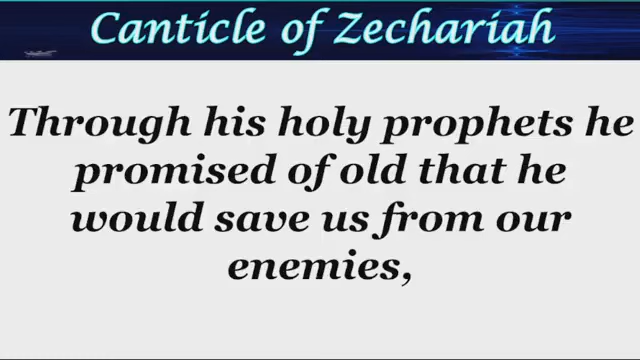 Canticle of Zechariah
Through his holy prophets he
promised of old that he
would save us from our
enemies,